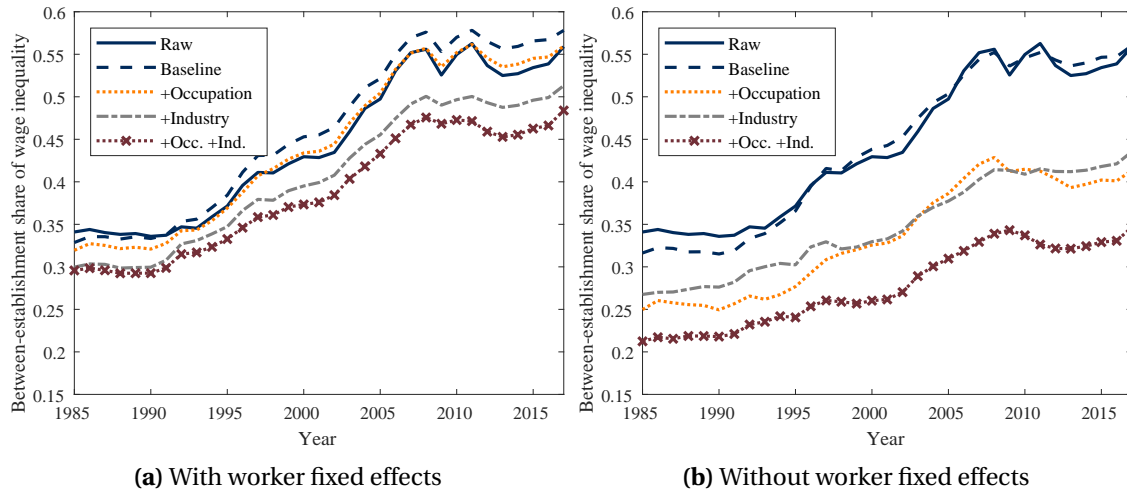 Between-establishment share of wage inequality
0.6
0.55
0.5
0.45
0.4
0.35
0.3
0.25
0.2
0.15
Raw
Baseline
+Occupation
+Industry
+Occ. +Ind.
1985 1990 1995 2000 2005 2010 2015
Year
(a) With worker fixed effects
Between-establishment share of wage inequality
0.6
0.55
0.5
0.45
0.4
0.35
0.3
0.25
0.2
0.15
Raw
Baseline
+Occupation
+Industry
+Occ. +Ind.
1985 1990 1995 2000 2005 2010 2015
Year
(b) Without worker fixed effects